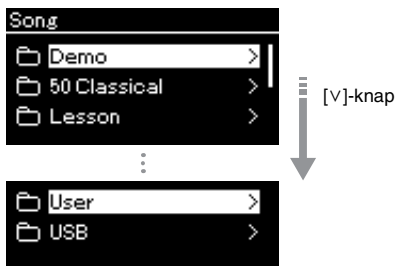 Song
Demo
50 Classical
Lesson
[∨]-knap
User
USB